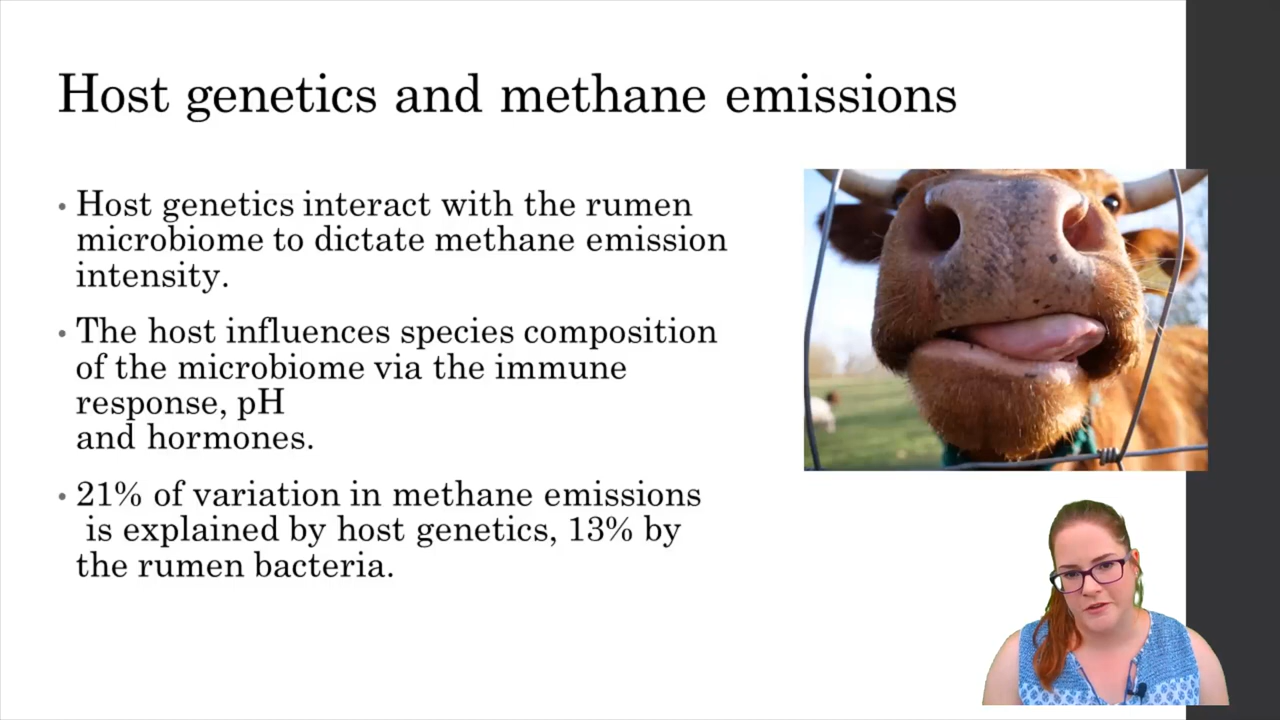 Host genetics and methane emissions
• Host genetics interact with the rumen
microbiome to dictate methane emission
intensity.
• The host influences species composition
of the microbiome via the immune
response, pH
and hormones.
• 21% of variation in methane emissions
is explained by host genetics, 13% by
the rumen bacteria.